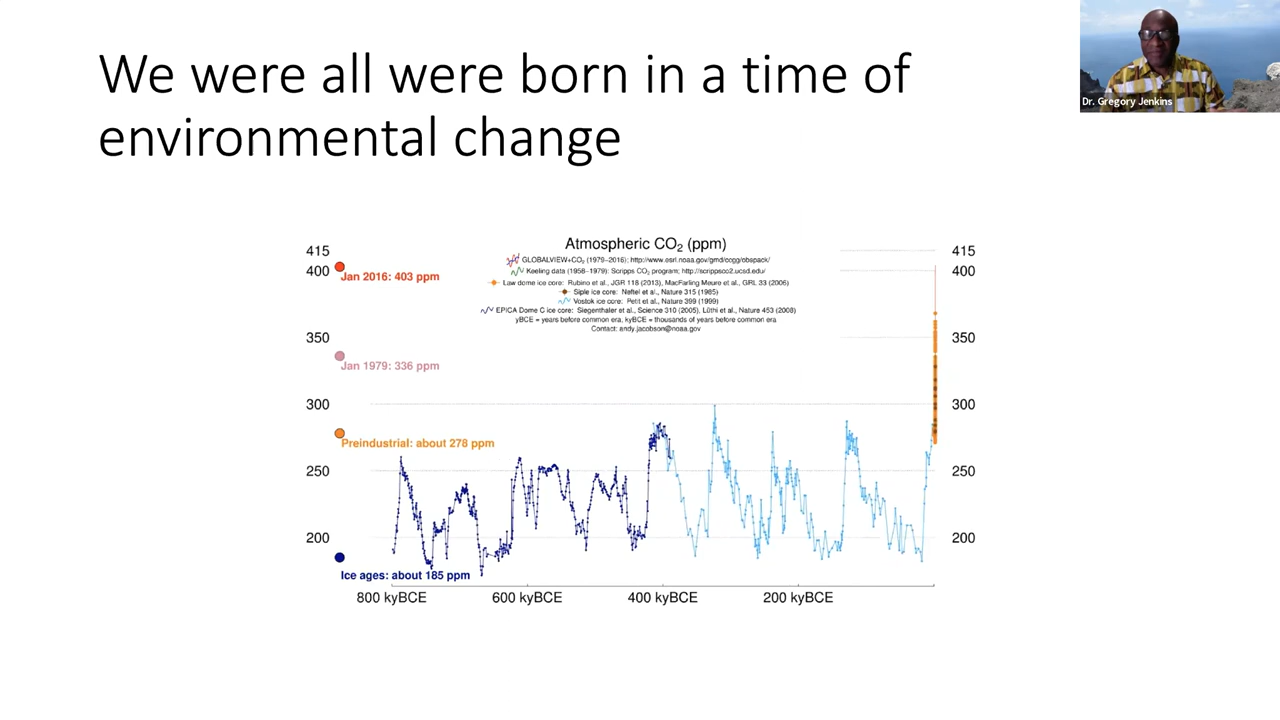 We were all were born in a time of
environmental change
Dr. Gregory Jenkins
Atmospheric CO₂ (ppm)
GLOBALVIEW+CO₂ (1979–2016); http://www.esrl.noaa.gov/gmd/ccgg/obspack/
Keeling data (1958–1979): Scripps CO₂ program; http://scrippsco2.ucsd.edu/
Law dome ice core: Rubino et al., JGR 118 (2013), MacFarling Meure et al., GRL 33 (2006)
Siple ice core: Neftel et al., Nature 315 (1985)
Vostok ice core: Petit et al., Nature 399 (1999)
EPICA Dome C ice core: Siegenthaler et al., Science 310 (2005), Lüthi et al., Nature 453 (2008)
yBCE = years before common era, kyBCE = thousands of years before common era
Contact: andy.jacobson@noaa.gov
415 415
400 400
Jan 2016: 403 ppm
350 350
Jan 1979: 336 ppm
300 300
Preindustrial: about 278 ppm
250 250
200 200
Ice ages: about 185 ppm
800 kyBCE 600 kyBCE 400 kyBCE 200 kyBCE